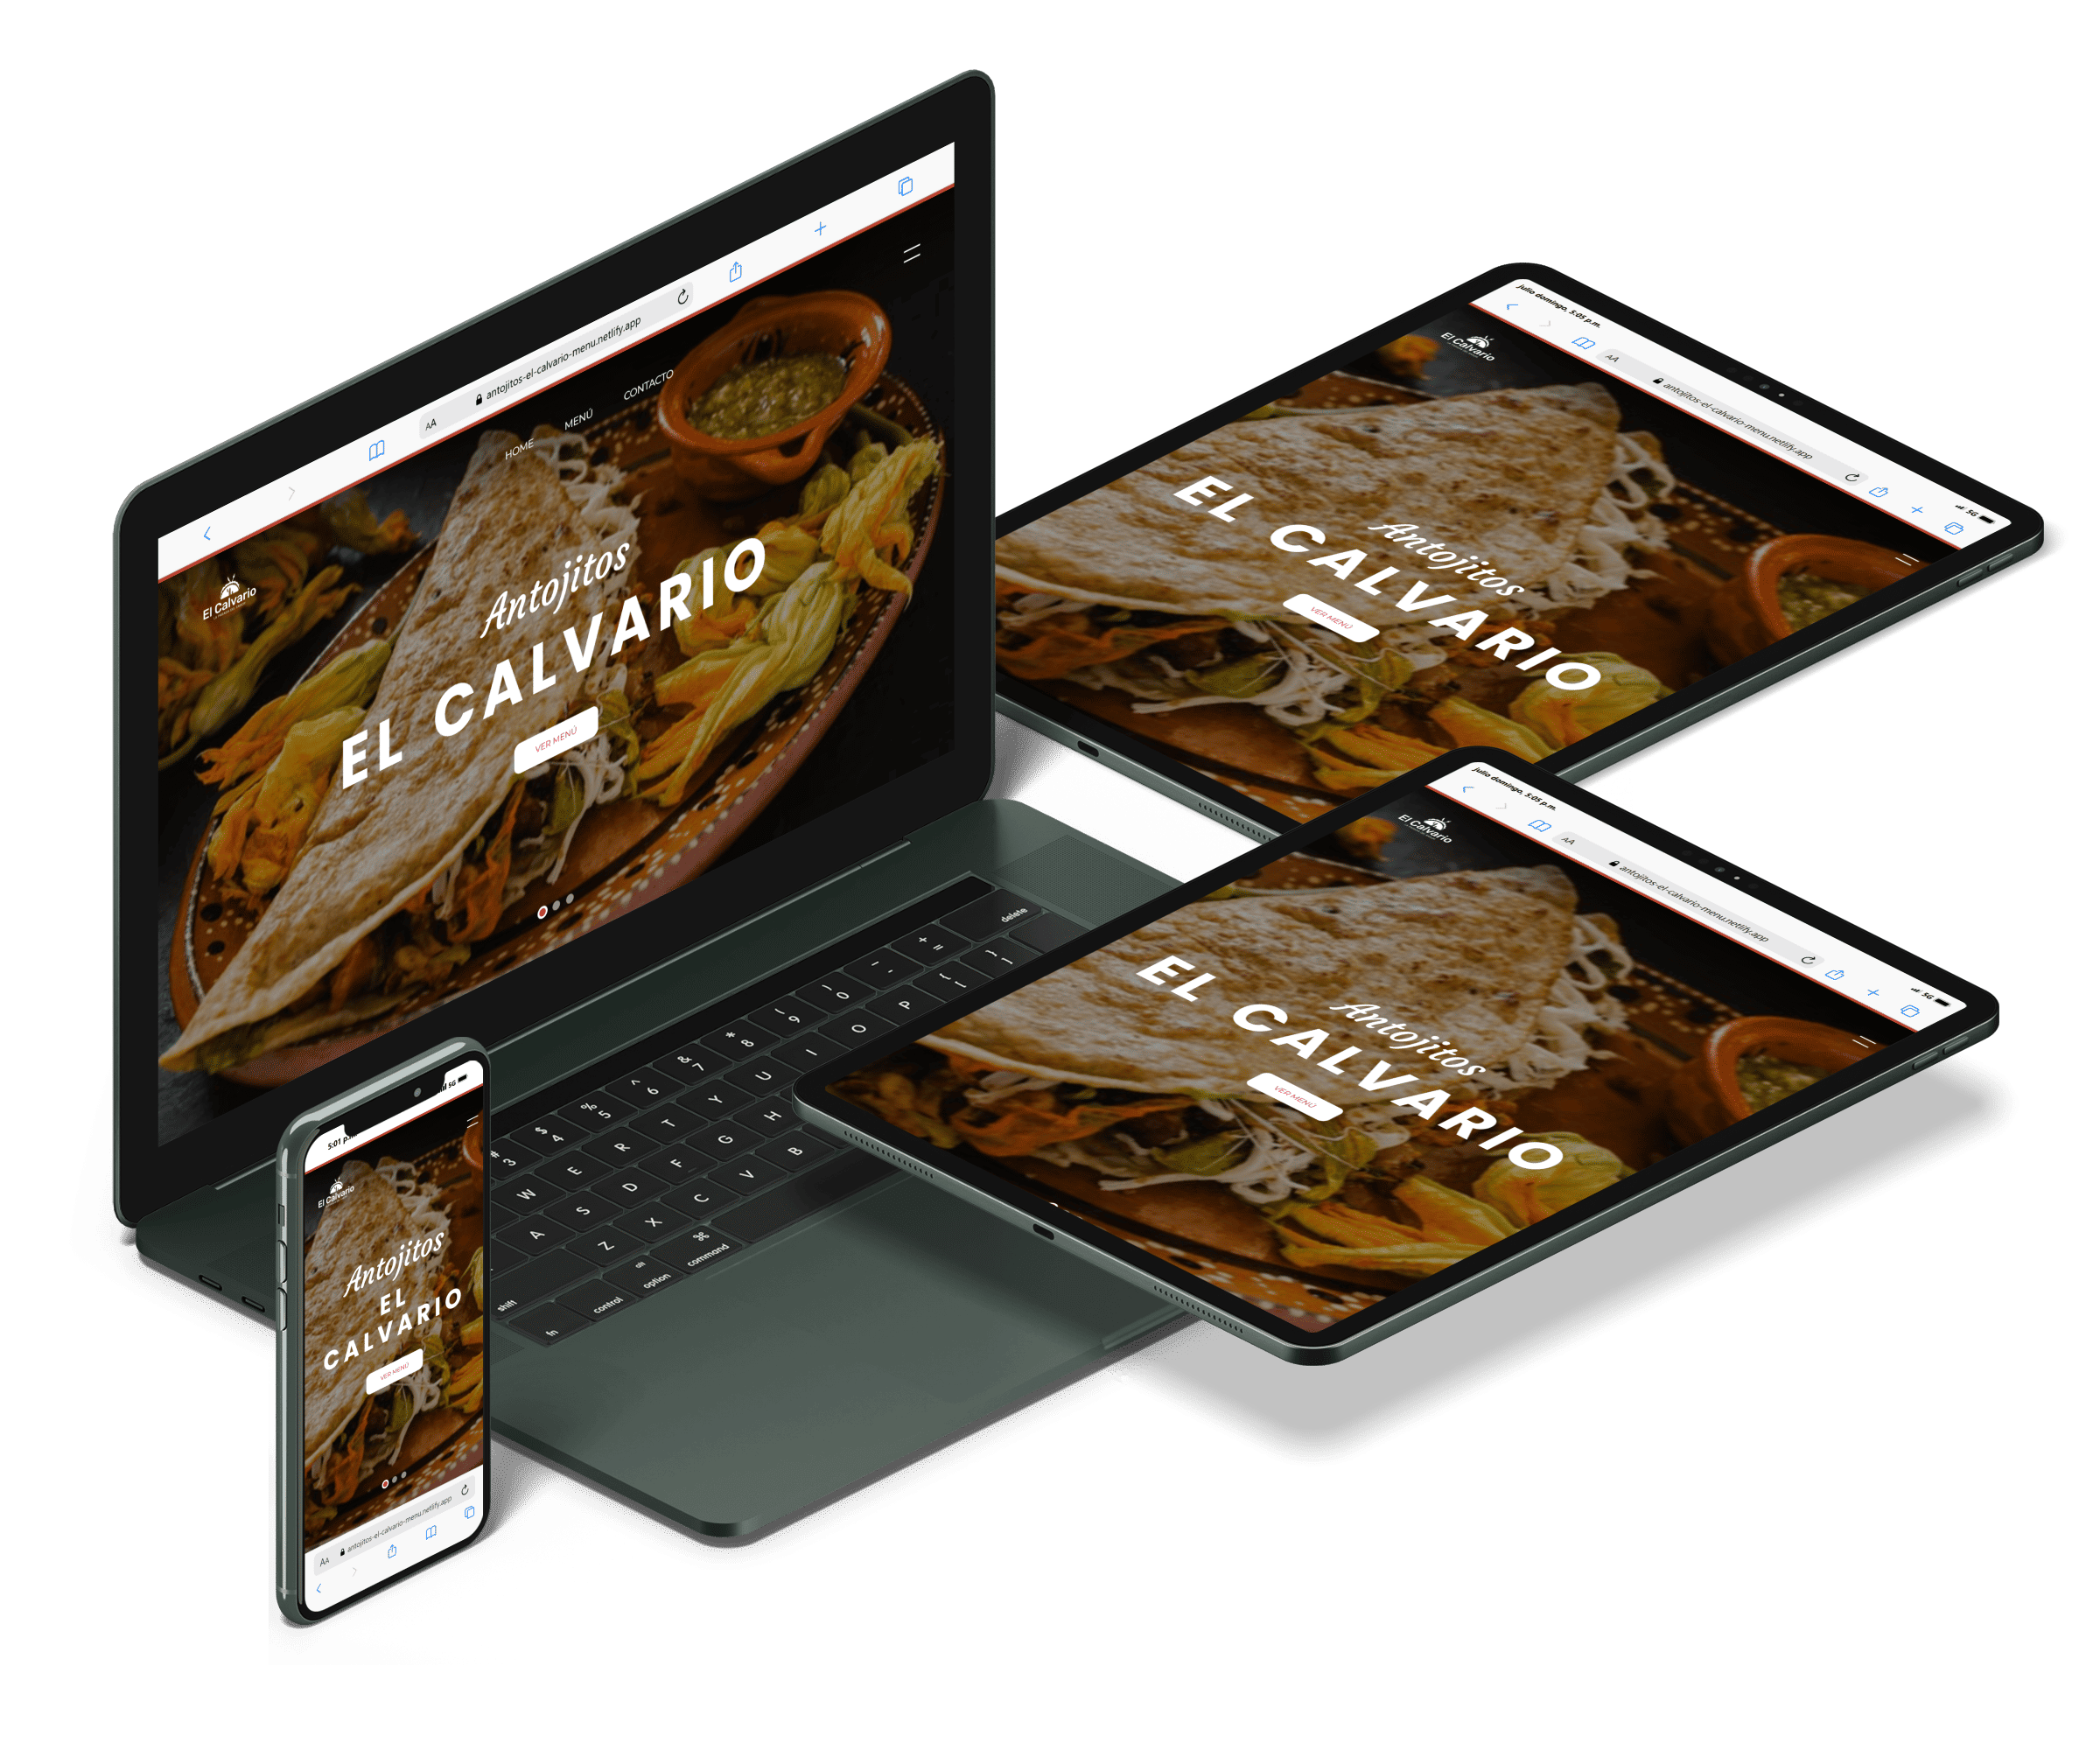 AA antojitos-el-calvario-menu.netlify.app
HOME MENÚ CONTACTO
El Calvario
Antojitos
EL CALVARIO
VER MENÚ
julio domingo, 5:05 p.m.
5G
AA antojitos-el-calvario-menu.netlify.app
El Calvario
Antojitos
EL CALVARIO
VER MENÚ
julio domingo, 5:05 p.m.
5G
AA antojitos-el-calvario-menu.netlify.app
El Calvario
Antojitos
EL CALVARIO
VER MENÚ
# 3 $ 4 % 5 ^ 6 & 7 * 8 ( 9 ) 0 _ - + = delete
W E R T Y U I O P { [ } ]
A S D F G H
shift Z X C V B
fn control alt option ⌘ command
5:01 p.m.
5G
El Calvario
Antojitos
EL
CALVARIO
VER MENÚ
AA antojitos-el-calvario-menu.netlify.app